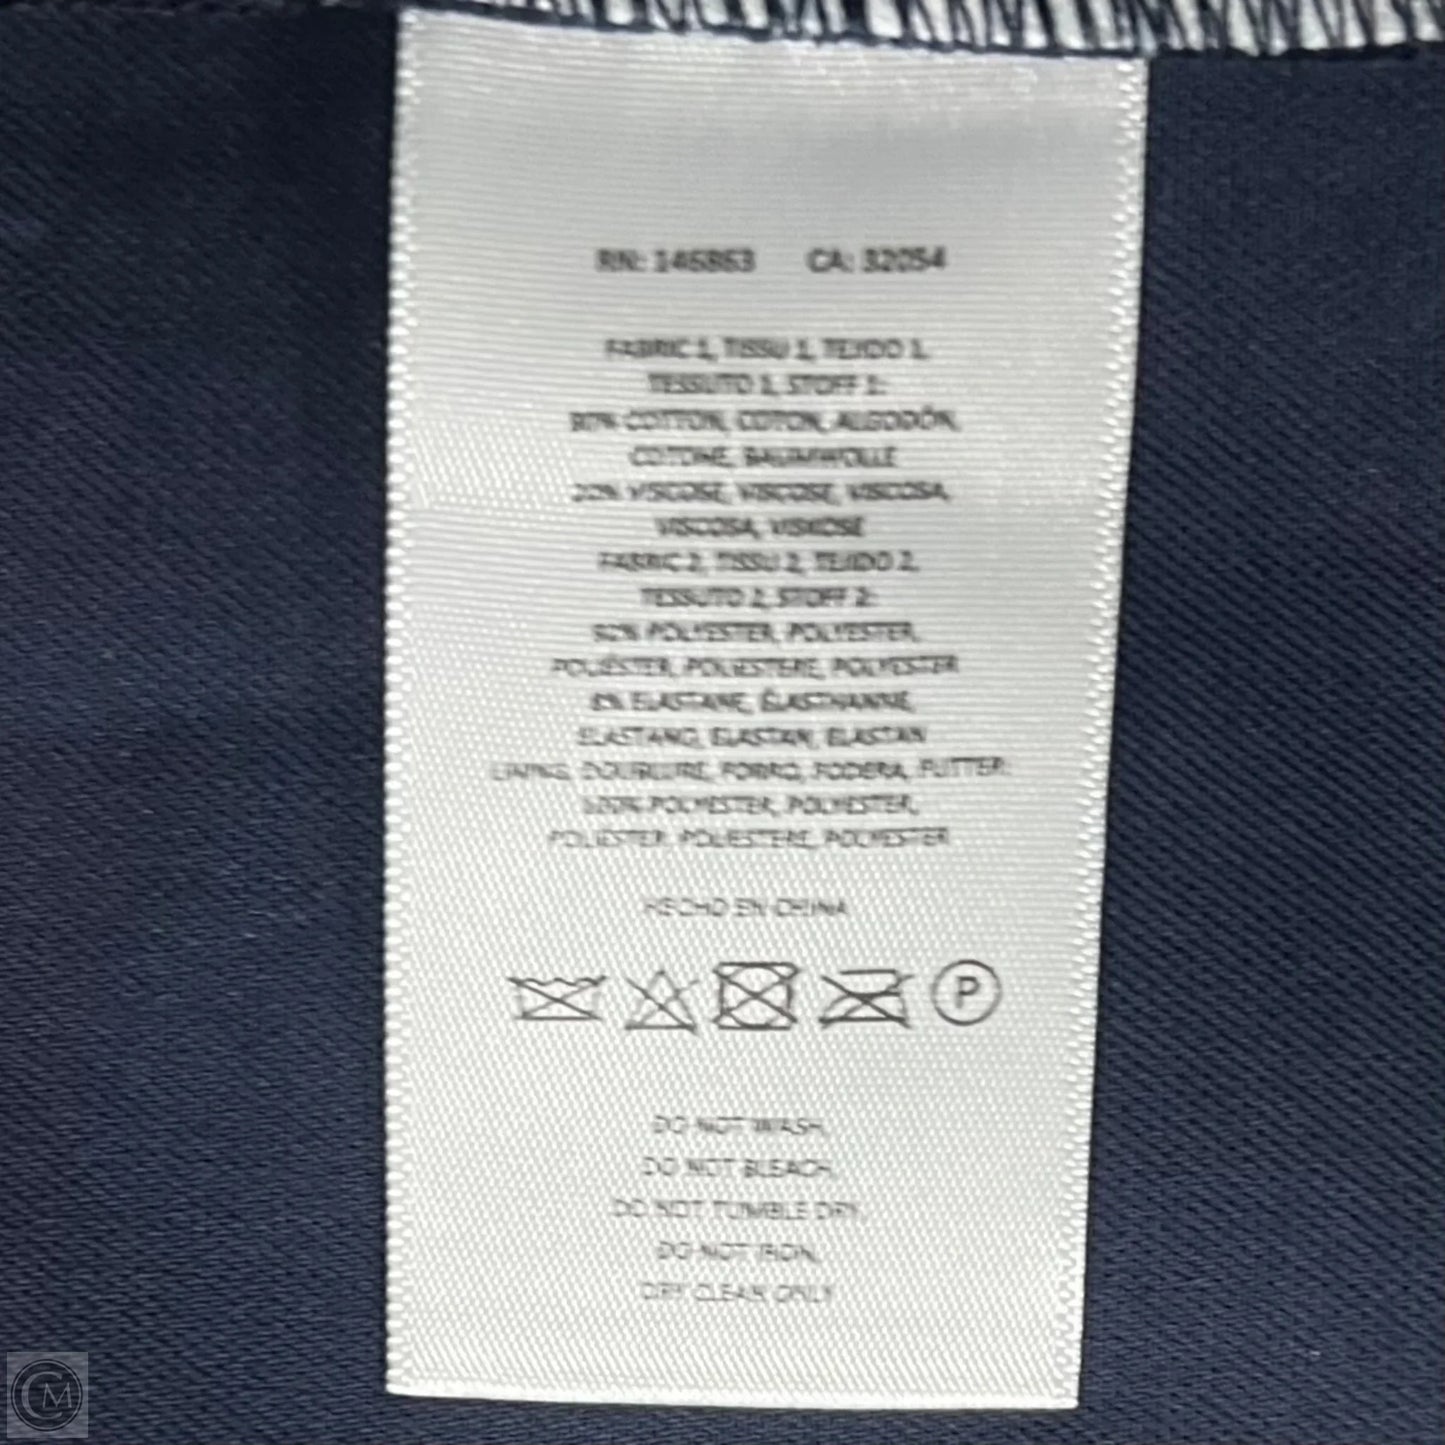 RN: 146863 CA: 32054
FABRIC 1, TISSU 1, TEJIDO 1,
TESSUTO 1, STOFF 1:
80% COTTON, COTON, ALGODÓN,
COTONE, BAUMWOLLE
20% VISCOSE, VISCOSE, VISCOSA,
VISCOSA, VISKOSE
FABRIC 2, TISSU 2, TEJIDO 2,
TESSUTO 2, STOFF 2:
92% POLYESTER, POLYESTER,
POLIÉSTER, POLIESTERE, POLYESTER
8% ELASTANE, ÉLASTHANNE,
ELASTANO, ELASTAN, ELASTAN
LINING, DOUBLURE, FORRO, FODERA, FUTTER:
100% POLYESTER, POLYESTER,
POLIÉSTER, POLIESTERE, POLYESTER
HECHO EN CHINA
P
DO NOT WASH,
DO NOT BLEACH,
DO NOT TUMBLE DRY,
DO NOT IRON,
DRY CLEAN ONLY
CM